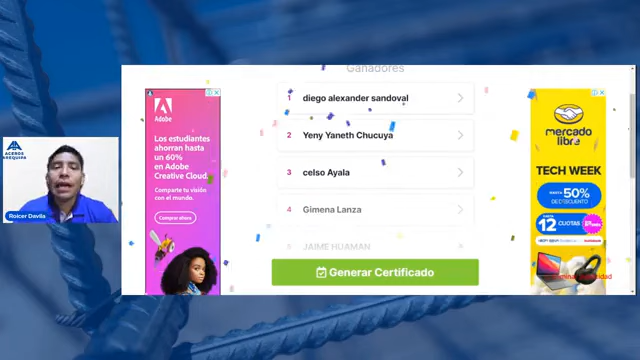 Ganadores
1 diego alexander sandoval
2 Yeny Yaneth Chucuya
3 celso Ayala
4 Gimena Lanza
5 JAIME HUAMAN
Generar Certificado
Adobe
Los estudiantes
ahorran hasta
un 60%
en Adobe
Creative Cloud.
Comparte tu visión
con el mundo.
Comprar ahora
ACEROS
AREQUIPA
Roicer Davila
mercado
libre
TECH WEEK
HASTA
50%
DE DESCUENTO
HASTA
12 CUOTAS